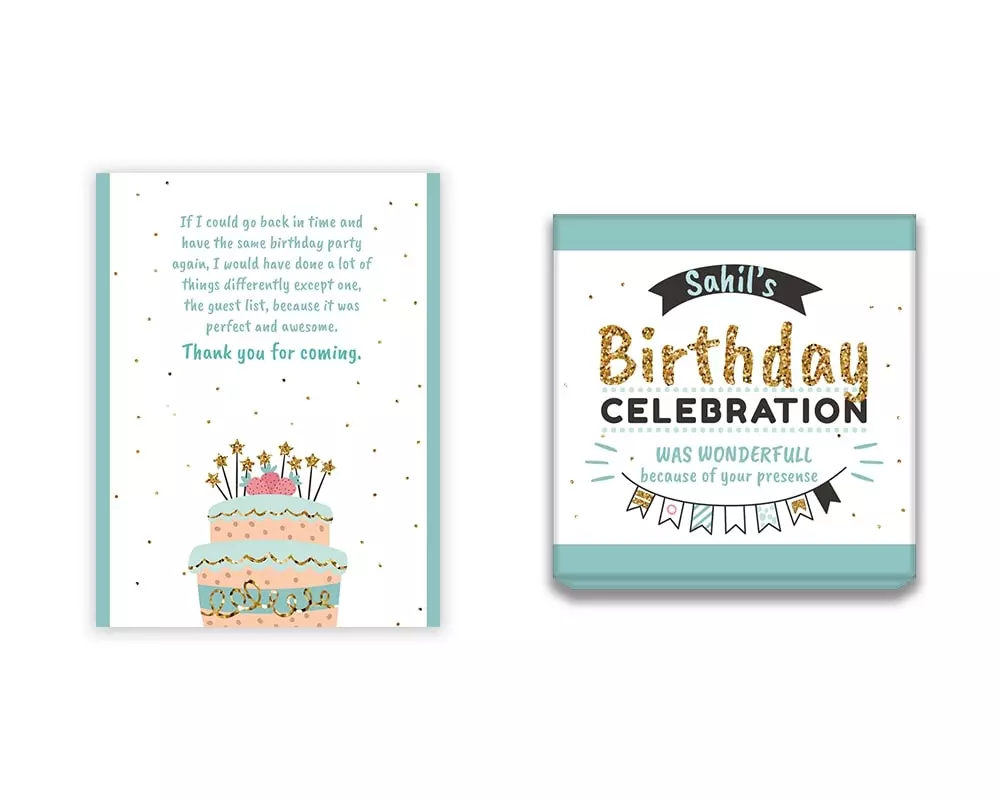 If I could go back in time and
have the same birthday party
again, I would have done a lot of
things differently except one,
the guest list, because it was
perfect and awesome.
Thank you for coming.
Sahil's
Birthday
CELEBRATION
WAS WONDERFULL
because of your presense